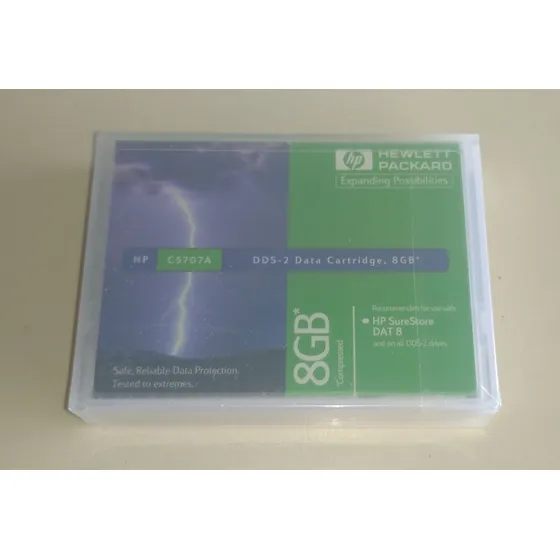 hp HEWLETT
PACKARD
Expanding Possibilities
HP C5707A DDS-2 Data Cartridge, 8GB*
Recommended for use with
HP SureStore
DAT 8
and on all DDS-2 drives
8GB*
*Compressed
Safe, Reliable Data Protection.
Tested to extremes.